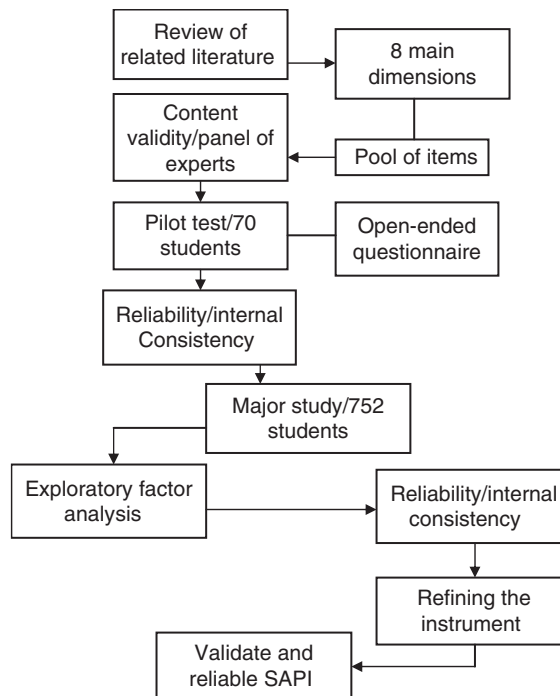 Review of
related literature
8 main
dimensions
Content
validity/panel of
experts
Pool of items
Pilot test/70
students
Open-ended
questionnaire
Reliability/internal
Consistency
Major study/752
students
Exploratory factor
analysis
Reliability/internal
consistency
Refining the
instrument
Validate and
reliable SAPI